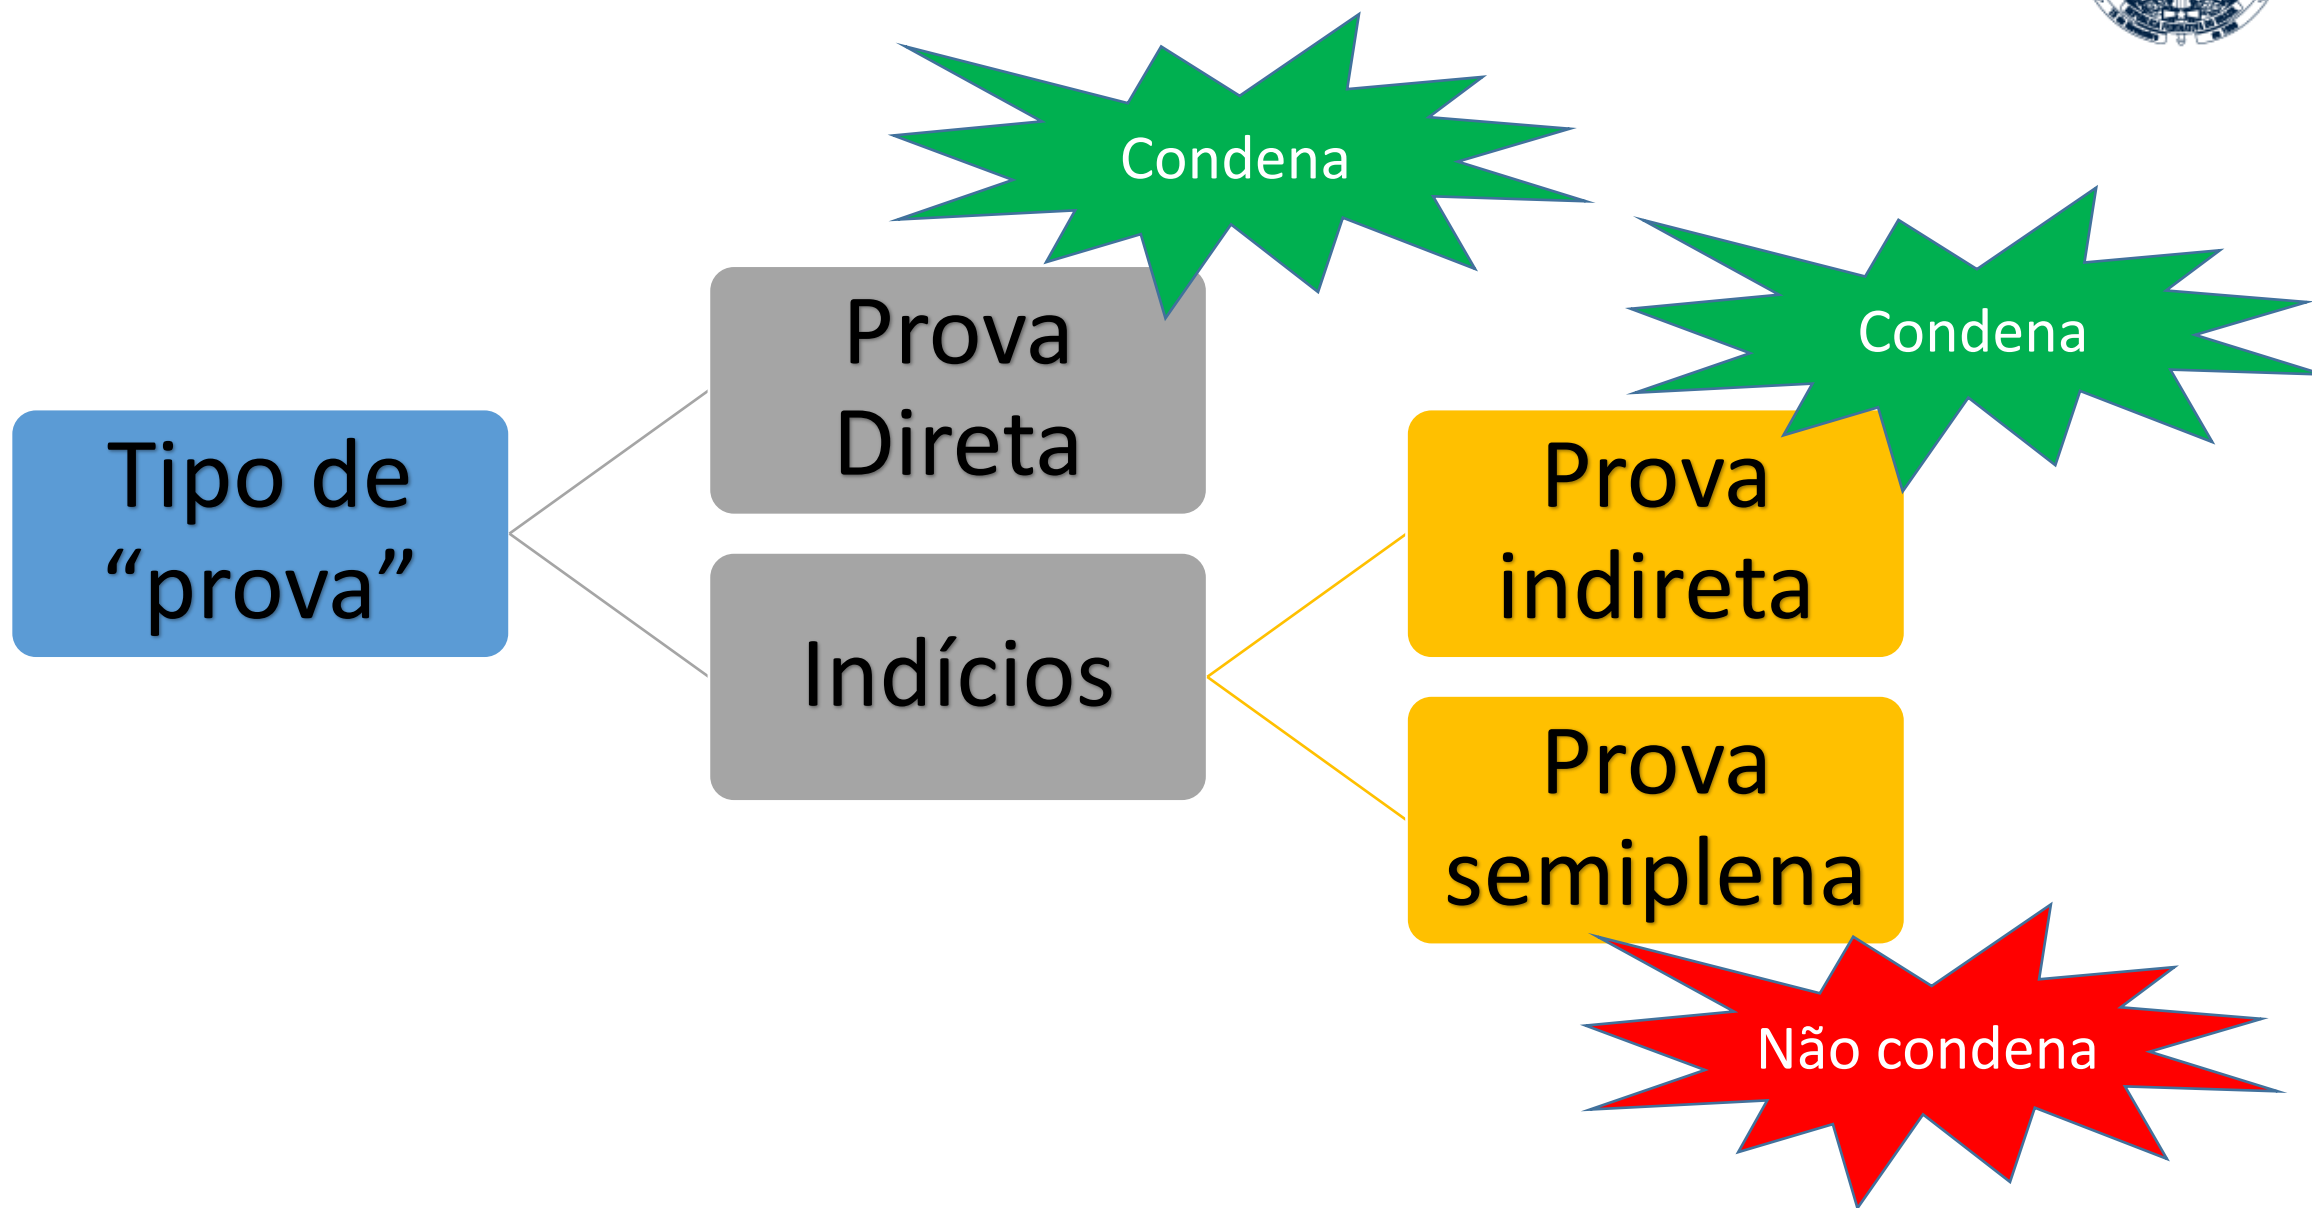 Condena
Condena
Prova
Direta
Tipo de
“prova”
Prova
indireta
Indícios
Prova
semiplena
Não condena